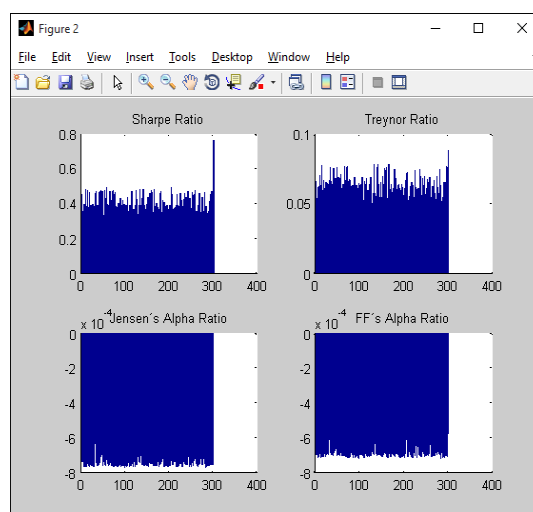 Figure 2
File Edit View Insert Tools Desktop Window Help
Sharpe Ratio
0.8
0.6
0.4
0.2
0
0 100 200 300 400
Treynor Ratio
0.1
0.05
0
0 100 200 300 400
x 10^-4
Jensen´s Alpha Ratio
0
-2
-4
-6
-8
0 100 200 300 400
x 10^-4
FF´s Alpha Ratio
0
-2
-4
-6
-8
0 100 200 300 400